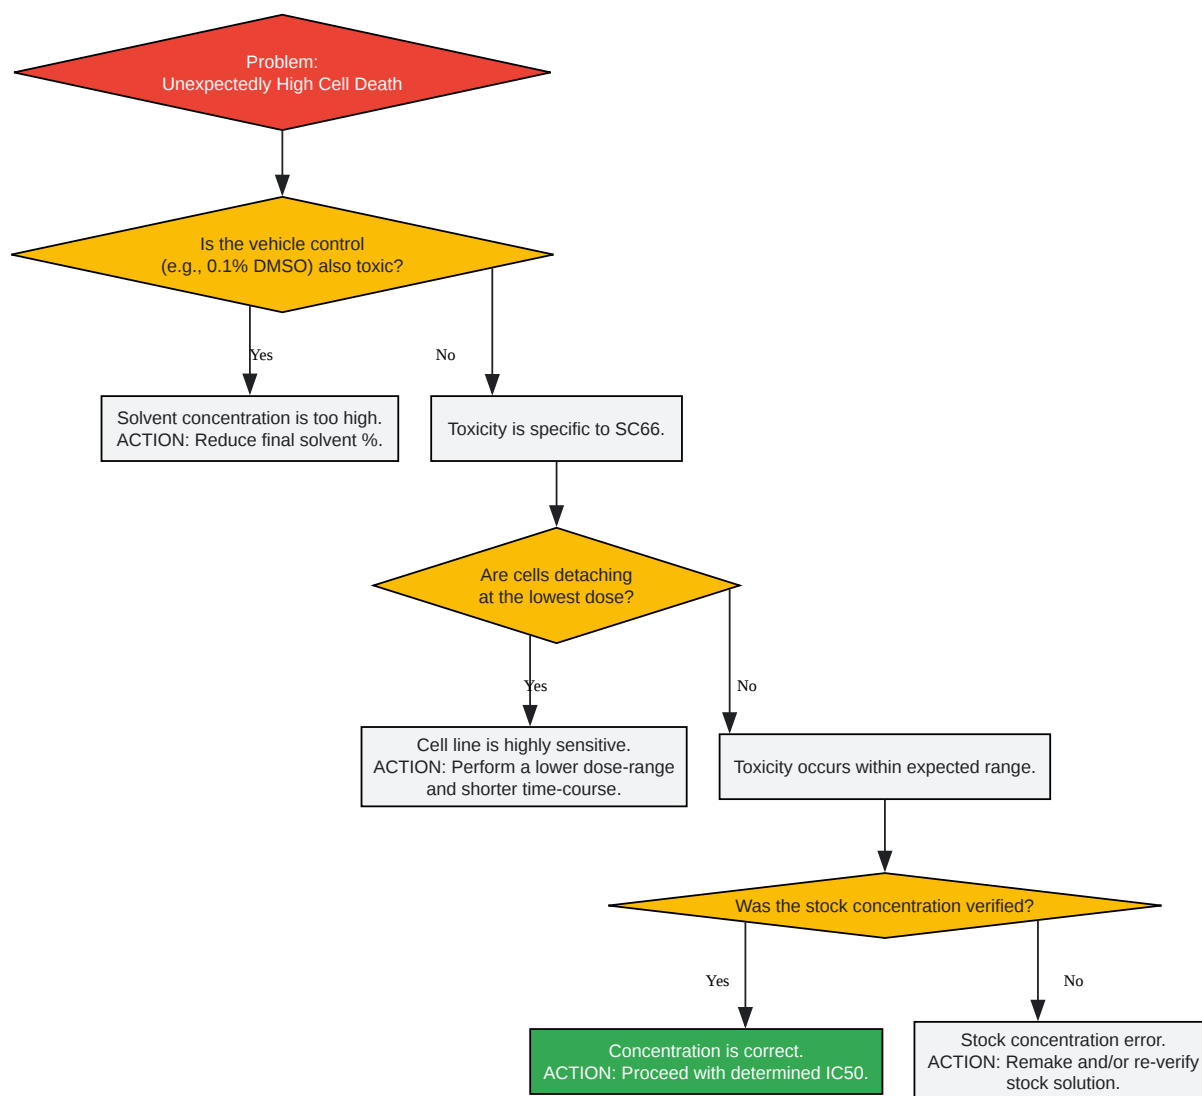 Problem:
Unexpectedly High Cell Death
Is the vehicle control
(e.g., 0.1% DMSO) also toxic?
Yes
No
Solvent concentration is too high.
ACTION: Reduce final solvent %.
Toxicity is specific to SC66.
Are cells detaching
at the lowest dose?
Yes
No
Cell line is highly sensitive.
ACTION: Perform a lower dose-range
and shorter time-course.
Toxicity occurs within expected range.
Was the stock concentration verified?
Yes
No
Concentration is correct.
ACTION: Proceed with determined IC50.
Stock concentration error.
ACTION: Remake and/or re-verify
stock solution.